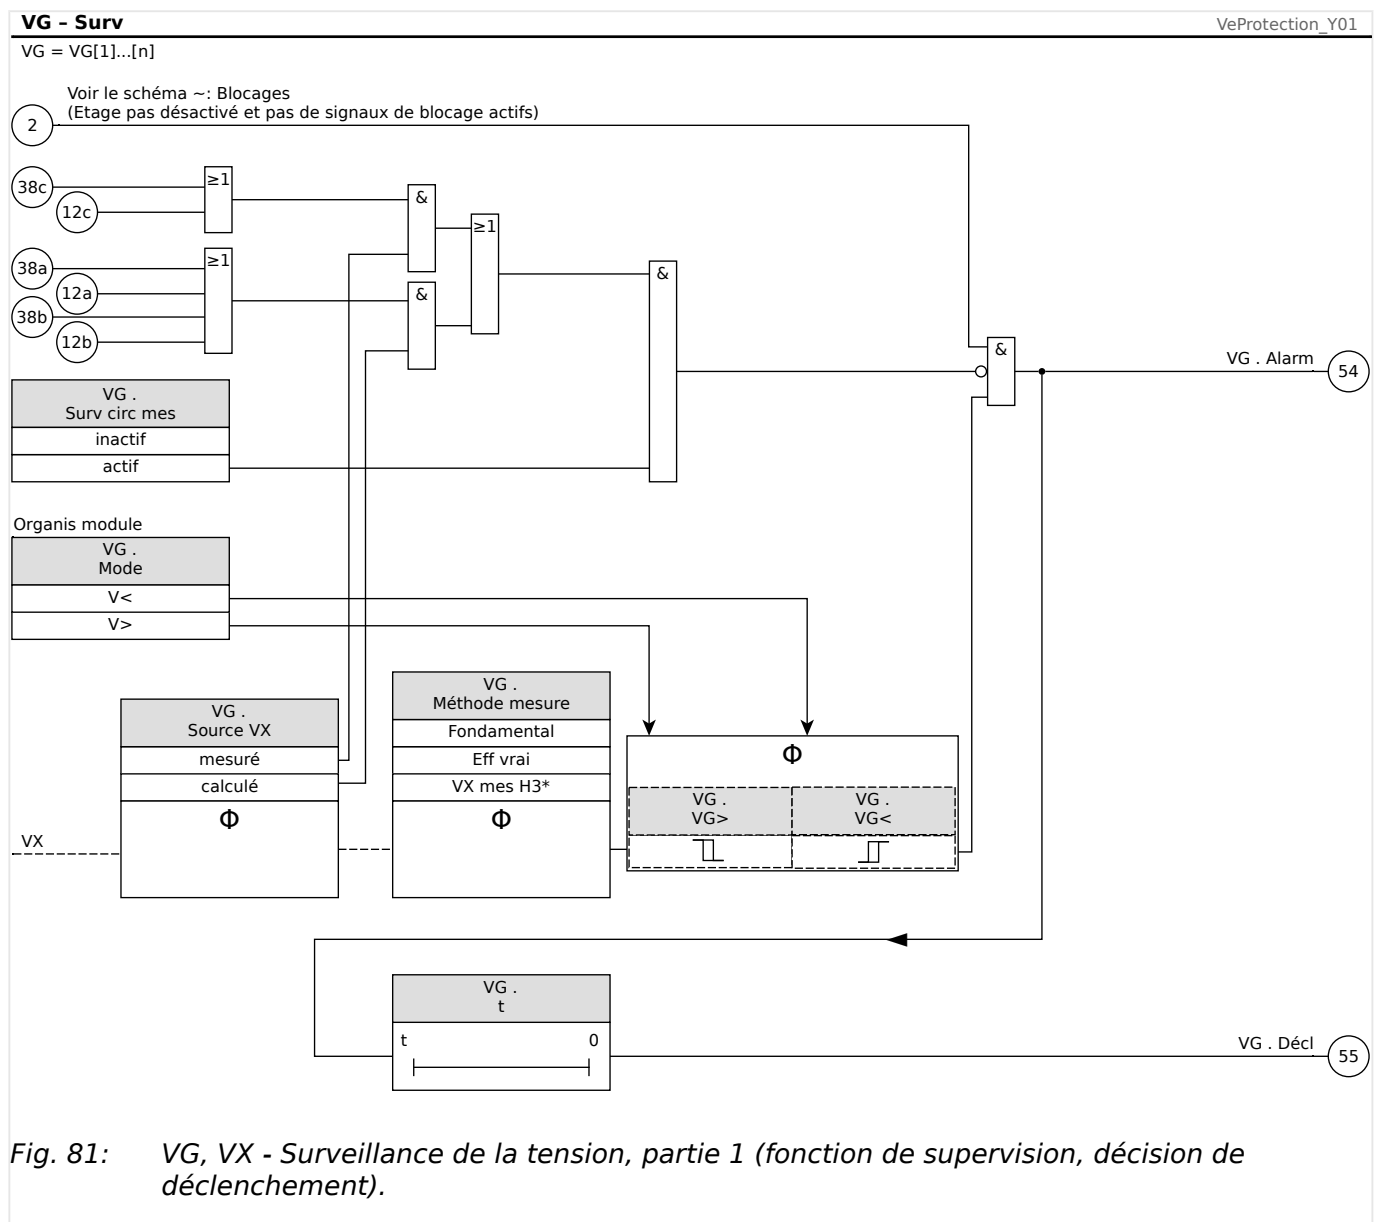 VG – Surv
VeProtection_Y01
VG = VG[1]...[n]
Voir le schéma ~: Blocages
(Etage pas désactivé et pas de signaux de blocage actifs)
2
38c
12c
≥1
&
≥1
38a
12a
38b
12b
≥1
&
&
&
VG . Alarm
54
VG .
Surv circ mes
inactif
actif
Organis module
VG .
Mode
V<
V>
VG .
Source VX
mesuré
calculé
Φ
VX
VG .
Méthode mesure
Fondamental
Eff vrai
VX mes H3*
Φ
Φ
VG .
VG>
VG .
VG<
VG .
t
t 0
VG . Décl
55
Fig. 81: VG, VX - Surveillance de la tension, partie 1 (fonction de supervision, décision de
déclenchement).